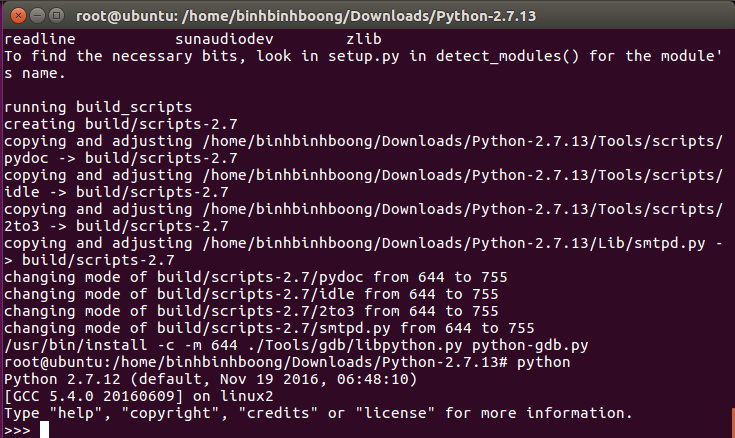 root@ubuntu: /home/binhbinhboong/Downloads/Python-2.7.13
readline           sunaudiodev        zlib
To find the necessary bits, look in setup.py in detect_modules() for the module'
s name.
running build_scripts
creating build/scripts-2.7
copying and adjusting /home/binhbinhboong/Downloads/Python-2.7.13/Tools/scripts/
pydoc -> build/scripts-2.7
copying and adjusting /home/binhbinhboong/Downloads/Python-2.7.13/Tools/scripts/
idle -> build/scripts-2.7
copying and adjusting /home/binhbinhboong/Downloads/Python-2.7.13/Tools/scripts/
2to3 -> build/scripts-2.7
copying and adjusting /home/binhbinhboong/Downloads/Python-2.7.13/Lib/smtpd.py -
> build/scripts-2.7
changing mode of build/scripts-2.7/pydoc from 644 to 755
changing mode of build/scripts-2.7/idle from 644 to 755
changing mode of build/scripts-2.7/2to3 from 644 to 755
changing mode of build/scripts-2.7/smtpd.py from 644 to 755
/usr/bin/install -c -m 644 ./Tools/gdb/libpython.py python-gdb.py
root@ubuntu:/home/binhbinhboong/Downloads/Python-2.7.13# python
Python 2.7.12 (default, Nov 19 2016, 06:48:10)
[GCC 5.4.0 20160609] on linux2
Type "help", "copyright", "credits" or "license" for more information.
>>>